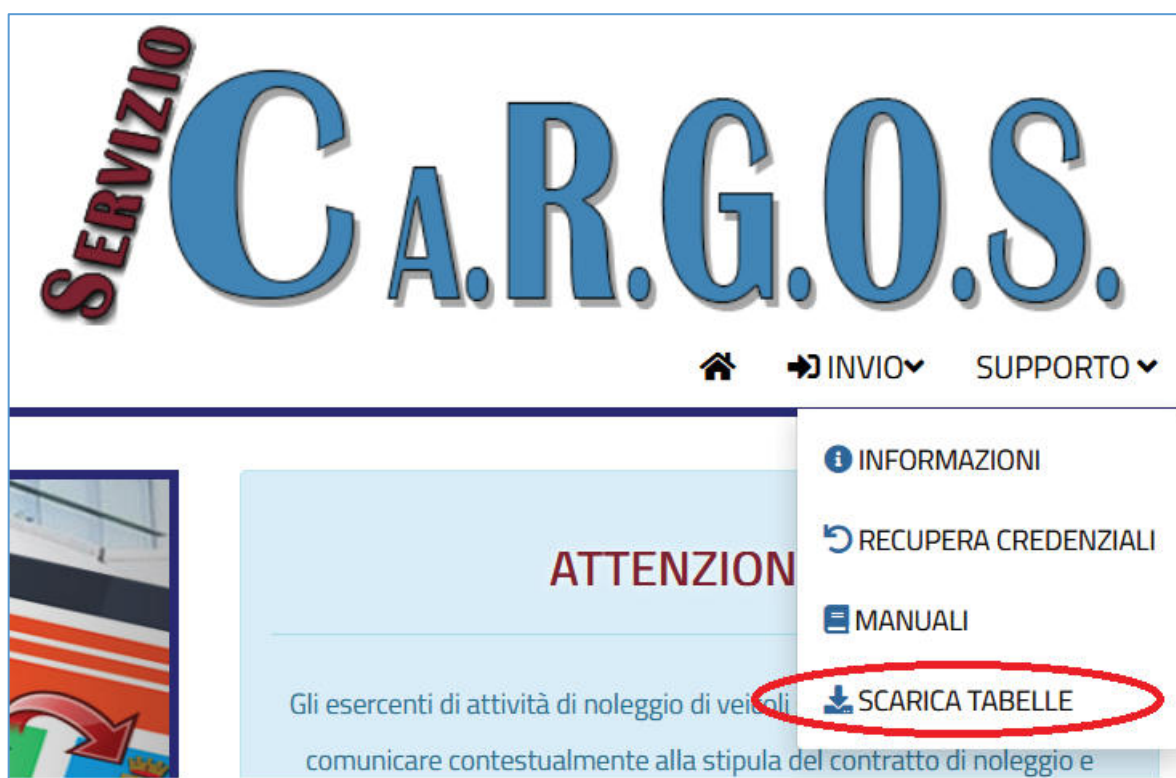 SERVIZIO
CA.R.G.O.S.
INVIO SUPPORTO
INFORMAZIONI
RECUPERA CREDENZIALI
ATTENZION
MANUALI
Gli esercenti di attività di noleggio di veicoli
SCARICA TABELLE
comunicare contestualmente alla stipula del contratto di noleggio e